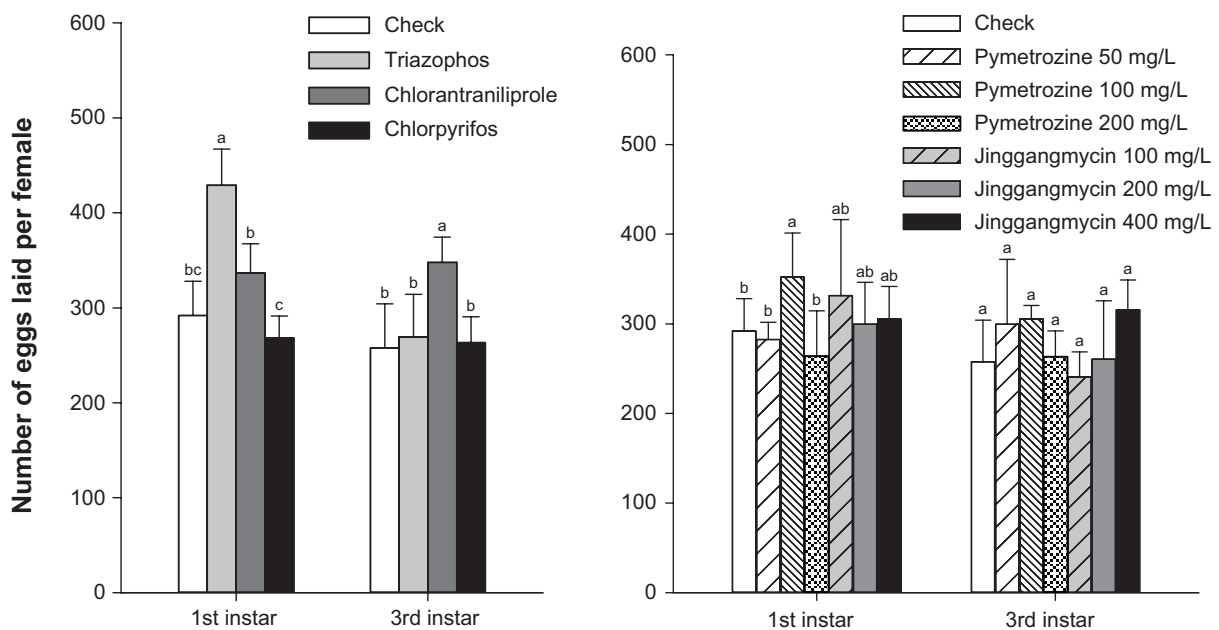 Number of eggs laid per female
600
500
400
300
200
100
0
Check
Triazophos
Chlorantraniliprole
Chlorpyrifos
bc
a
b
c
b
b
a
b
1st instar
3rd instar
600
500
400
300
200
100
0
Check
Pymetrozine 50 mg/L
Pymetrozine 100 mg/L
Pymetrozine 200 mg/L
Jinggangmycin 100 mg/L
Jinggangmycin 200 mg/L
Jinggangmycin 400 mg/L
b
b
a
b
ab
ab
ab
a
a
a
a
a
a
a
1st instar
3rd instar